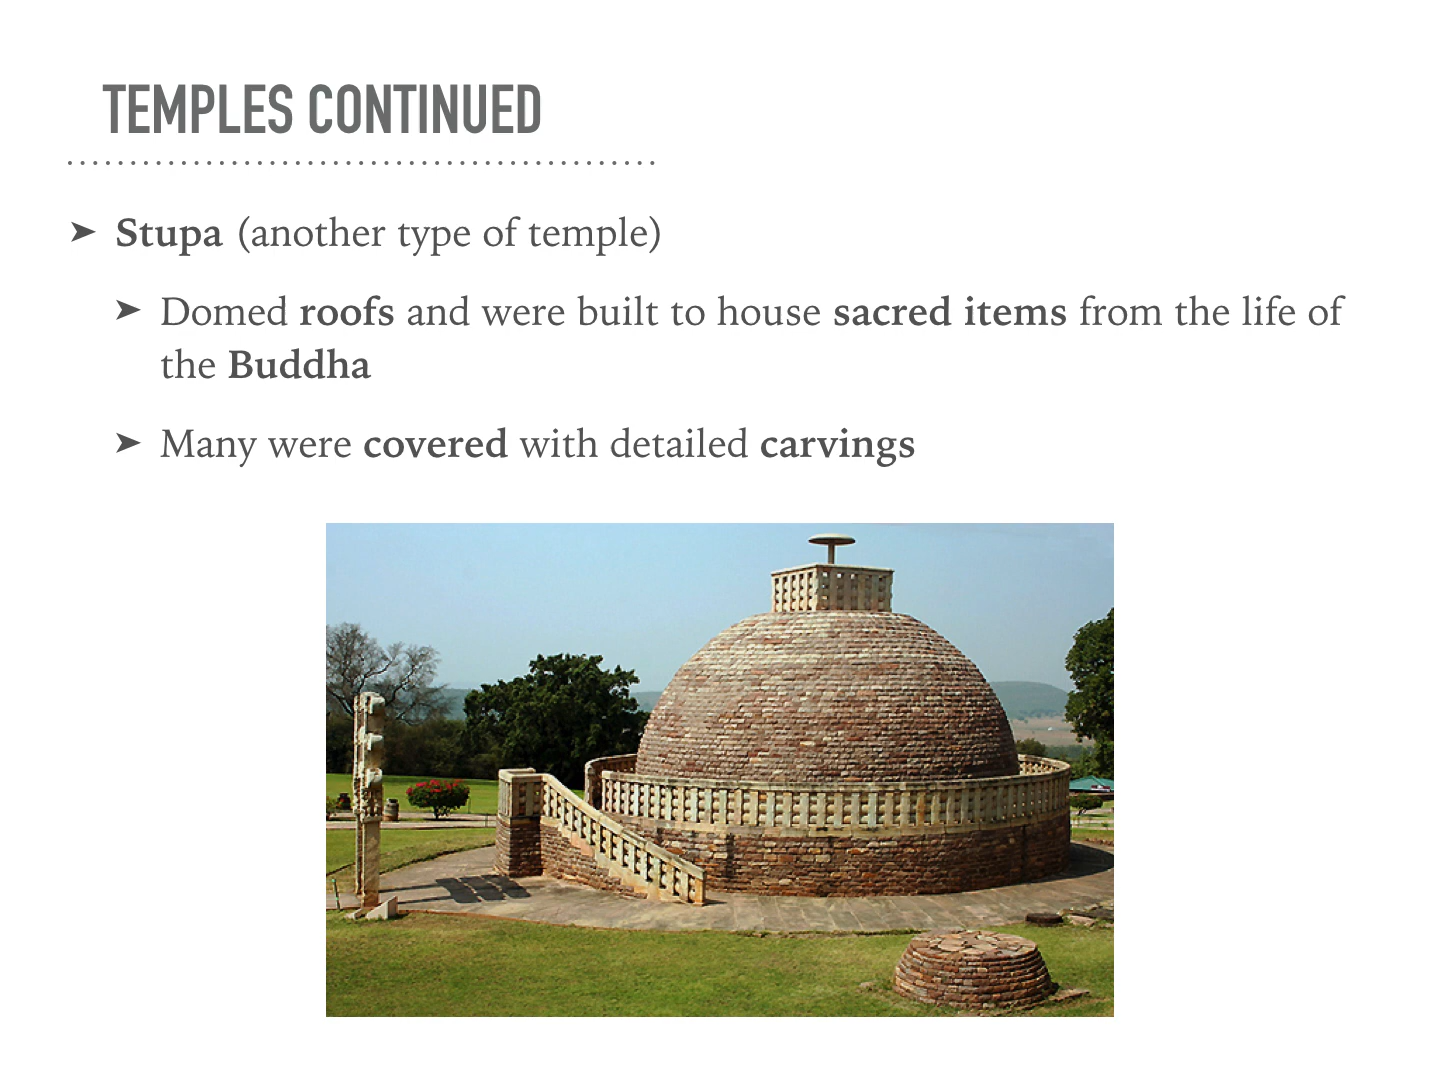 TEMPLES CONTINUED
➤ Stupa (another type of temple)
➤ Domed roofs and were built to house sacred items from the life of
the Buddha
➤ Many were covered with detailed carvings